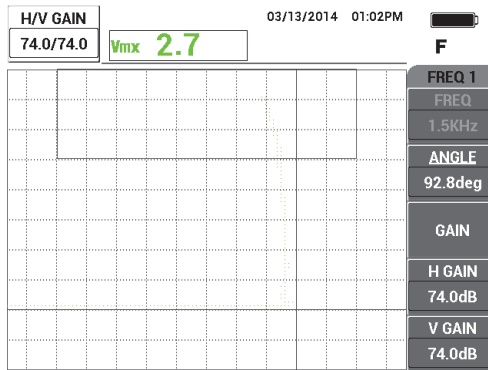 H/V GAIN
74.0/74.0
Vmx 2.7
03/13/2014 01:02PM
F
FREQ 1
FREQ
1.5KHz
ANGLE
92.8deg
GAIN
H GAIN
74.0dB
V GAIN
74.0dB